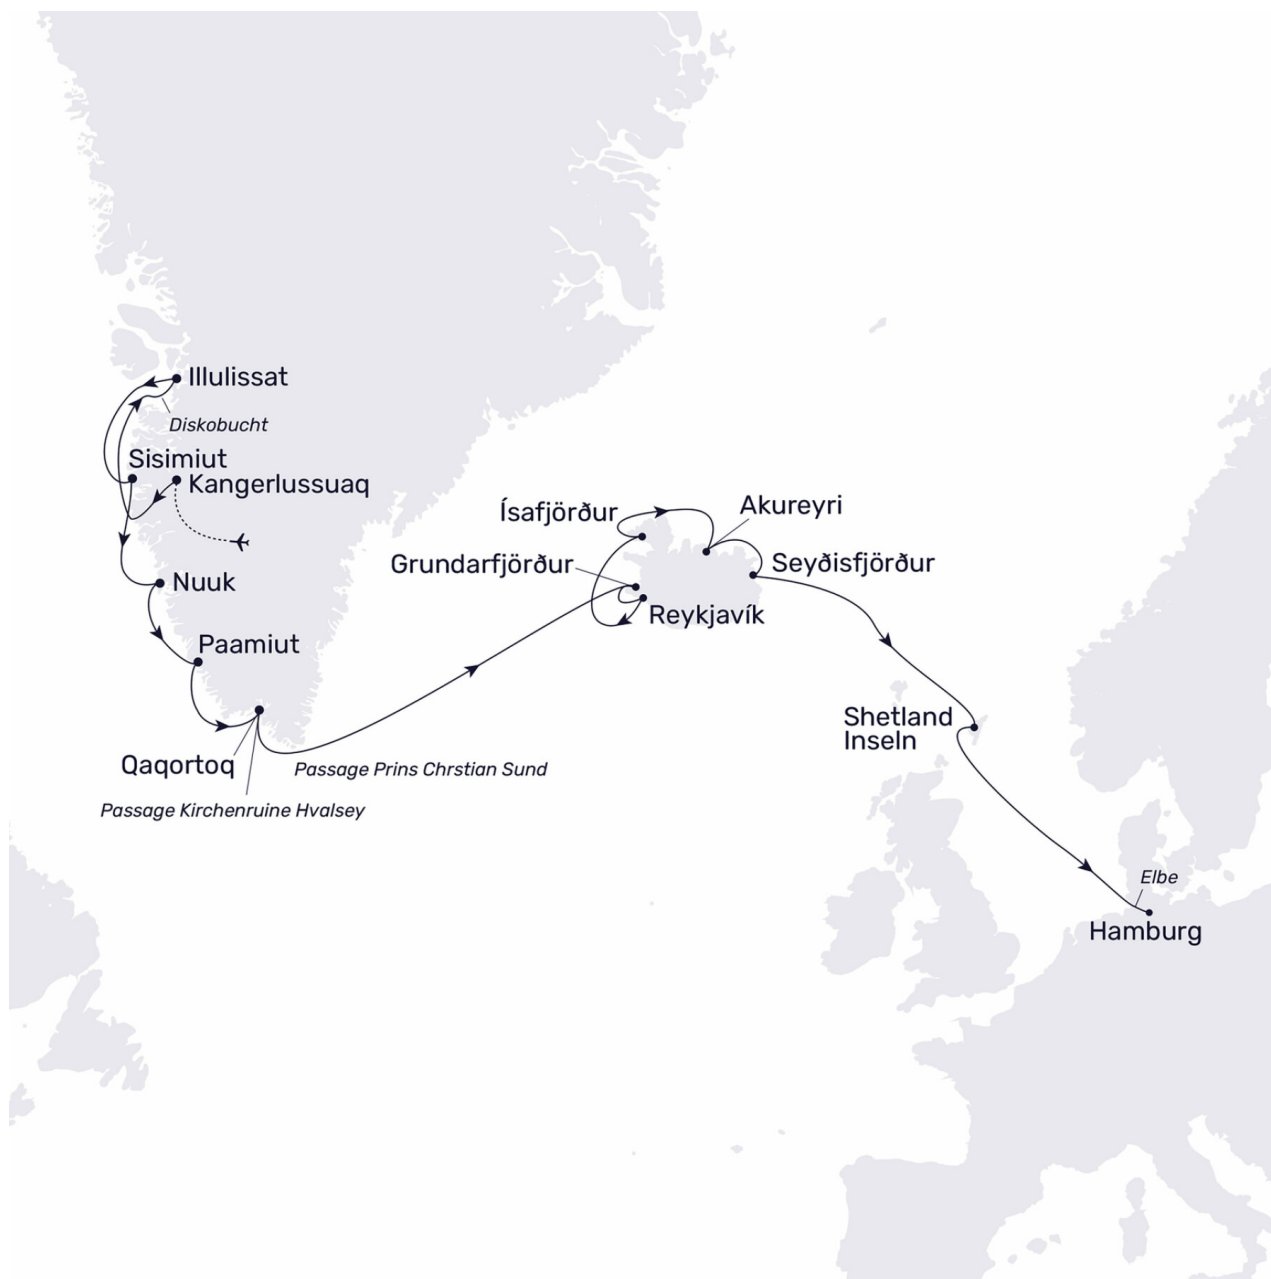 Illulissat
Diskobucht
Sisimiut
Kangerlussuaq
Ísafjörður
Akureyri
Grundarfjörður
Seyðisfjörður
Nuuk
Reykjavík
Paamiut
Shetland
Inseln
Qaqortoq
Passage Prins Chrstian Sund
Passage Kirchenruine Hvalsey
Elbe
Hamburg